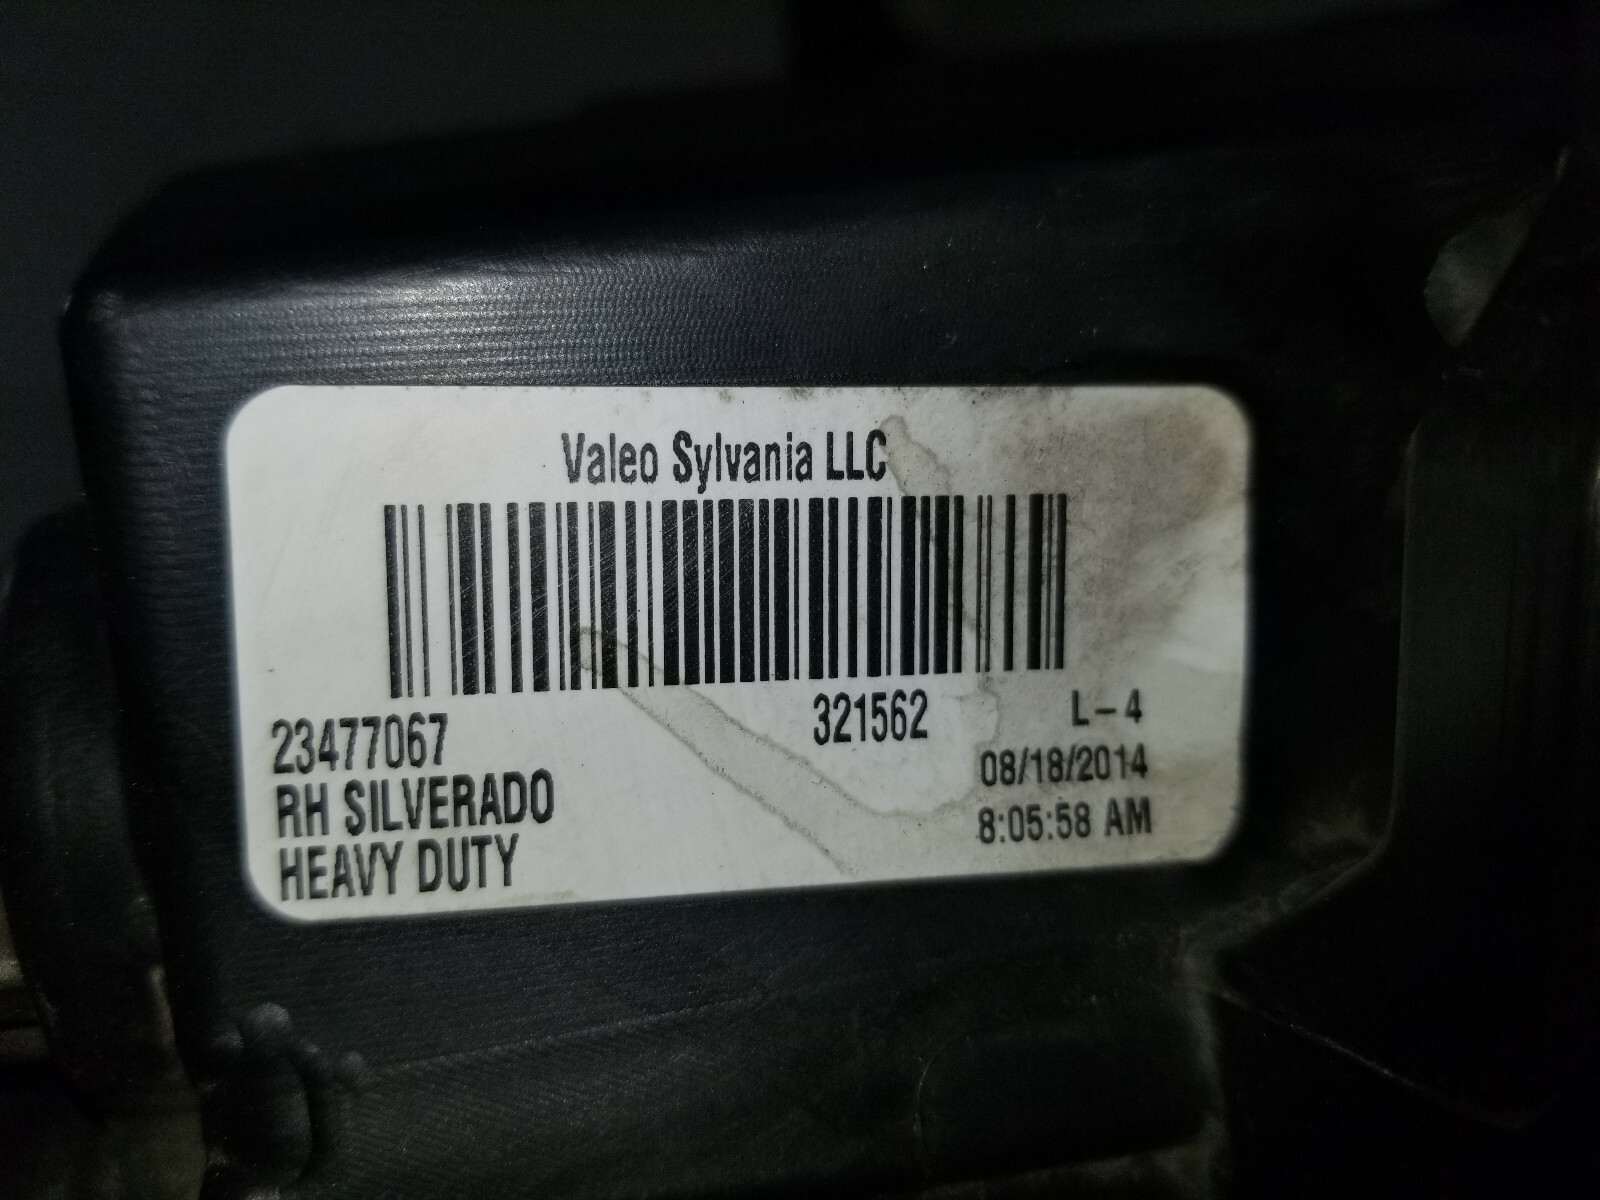 Valeo Sylvania LLC
23477067
321562
L-4
RH SILVERADO
08/18/2014
HEAVY DUTY
8:05:58 AM